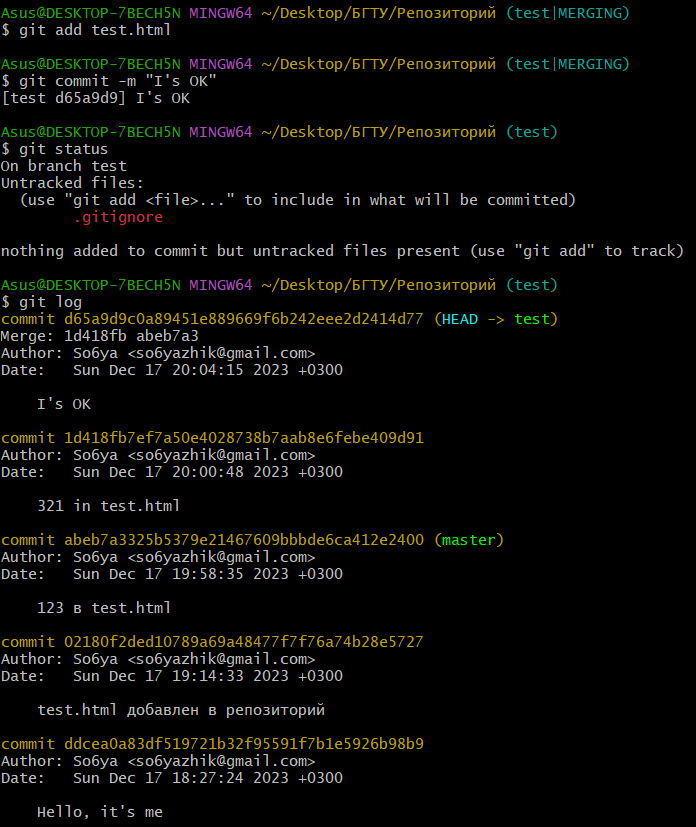 Asus@DESKTOP-7BECH5N MINGW64 ~/Desktop/БГТУ/Репозиторий (test|MERGING)
$ git add test.html
Asus@DESKTOP-7BECH5N MINGW64 ~/Desktop/БГТУ/Репозиторий (test|MERGING)
$ git commit -m "I's OK"
[test d65a9d9] I's OK
Asus@DESKTOP-7BECH5N MINGW64 ~/Desktop/БГТУ/Репозиторий (test)
$ git status
On branch test
Untracked files:
  (use "git add <file>..." to include in what will be committed)
        .gitignore
nothing added to commit but untracked files present (use "git add" to track)
Asus@DESKTOP-7BECH5N MINGW64 ~/Desktop/БГТУ/Репозиторий (test)
$ git log
commit d65a9d9c0a89451e889669f6b242eee2d2414d77 (HEAD -> test)
Merge: 1d418fb abeb7a3
Author: So6ya <so6yazhik@gmail.com>
Date:   Sun Dec 17 20:04:15 2023 +0300
    I's OK
commit 1d418fb7ef7a50e4028738b7aab8e6febe409d91
Author: So6ya <so6yazhik@gmail.com>
Date:   Sun Dec 17 20:00:48 2023 +0300
    321 in test.html
commit abeb7a3325b5379e21467609bbbde6ca412e2400 (master)
Author: So6ya <so6yazhik@gmail.com>
Date:   Sun Dec 17 19:58:35 2023 +0300
    123 в test.html
commit 02180f2ded10789a69a48477f7f76a74b28e5727
Author: So6ya <so6yazhik@gmail.com>
Date:   Sun Dec 17 19:14:33 2023 +0300
    test.html добавлен в репозиторий
commit ddcea0a83df519721b32f95591f7b1e5926b98b9
Author: So6ya <so6yazhik@gmail.com>
Date:   Sun Dec 17 18:27:24 2023 +0300
    Hello, it's me